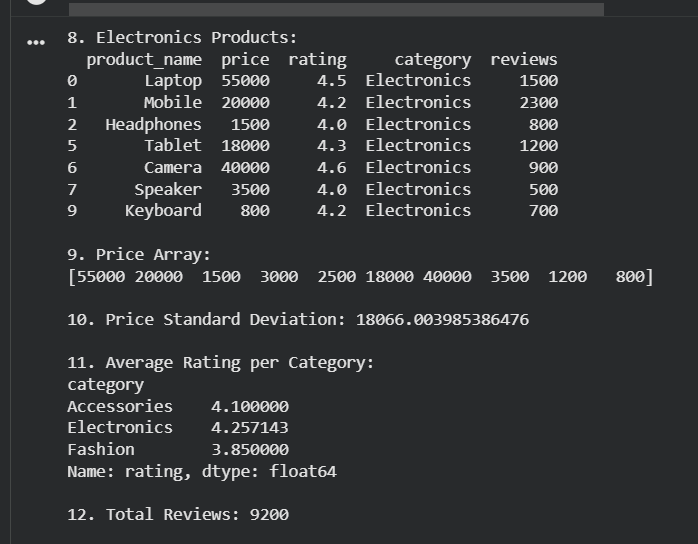 8. Electronics Products:
  product_name  price  rating     category  reviews
0       Laptop  55000     4.5  Electronics     1500
1       Mobile  20000     4.2  Electronics     2300
2   Headphones   1500     4.0  Electronics      800
5       Tablet  18000     4.3  Electronics     1200
6       Camera  40000     4.6  Electronics      900
7      Speaker   3500     4.0  Electronics      500
9     Keyboard    800     4.2  Electronics      700

9. Price Array:
[55000 20000  1500  3000  2500 18000 40000  3500  1200   800]

10. Price Standard Deviation: 18066.003985386476

11. Average Rating per Category:
category
Accessories    4.100000
Electronics    4.257143
Fashion        3.850000
Name: rating, dtype: float64

12. Total Reviews: 9200